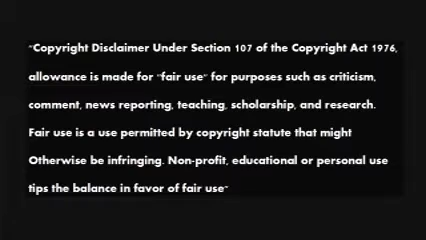 "Copyright Disclaimer Under Section 107 of the Copyright Act 1976,
allowance is made for "fair use" for purposes such as criticism,
comment, news reporting, teaching, scholarship, and research.
Fair use is a use permitted by copyright statute that might
Otherwise be infringing. Non-profit, educational or personal use
tips the balance in favor of fair use"